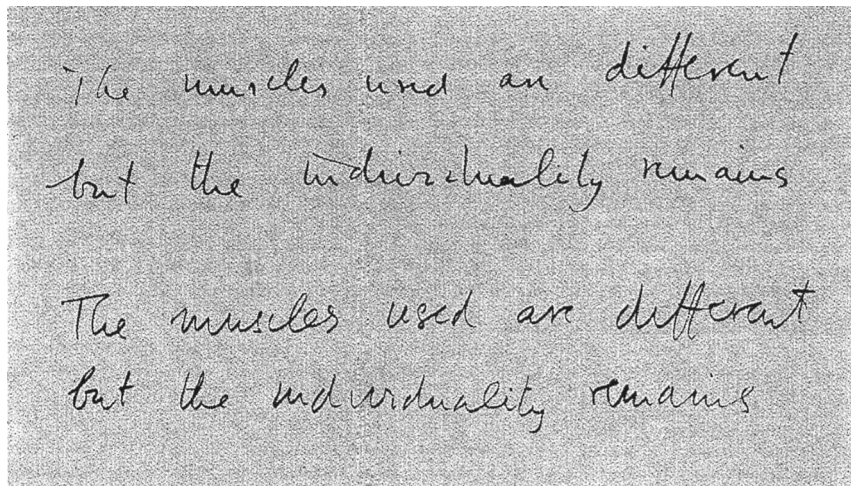 The muscles used are different
but the individuality remains
The muscles used are different
but the individuality remains